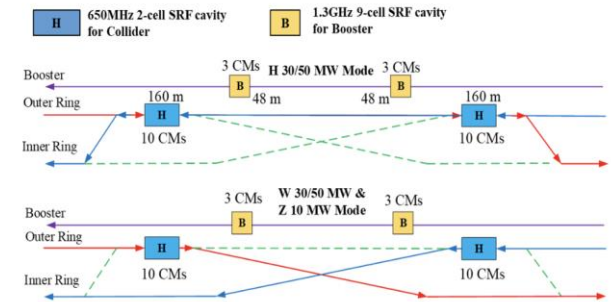 H 650MHz 2-cell SRF cavity for Collider
B 1.3GHz 9-cell SRF cavity for Booster
3 CMs H 30/50 MW Mode 3 CMs
Booster B B
Outer Ring 160 m 48 m 48 m 160 m
H H
10 CMs 10 CMs
Inner Ring
W 30/50 MW &
3 CMs Z 10 MW Mode 3 CMs
Booster B B
Outer Ring
H H
10 CMs 10 CMs
Inner Ring